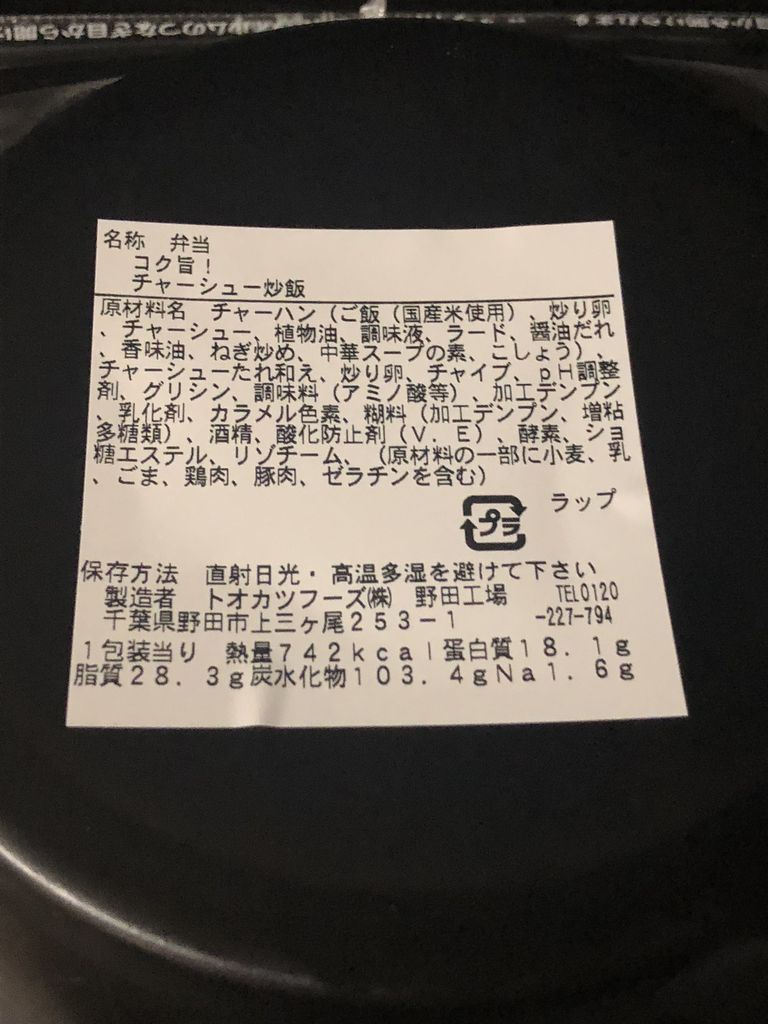 名称 弁当
コク旨！
チャーシュー炒飯
原材料名 チャーハン（ご飯（国産米使用）、炒り卵
、チャーシュー、植物油、調味液、ラード、醤油だれ
、香味油、ねぎ炒め、中華スープの素、こしょう）、
チャーシューたれ和え、炒り卵、チャイブ、ｐＨ調整
剤、グリシン、調味料（アミノ酸等）、加工デンプン
、乳化剤、カラメル色素、糊料（加工デンプン、増粘
多糖類）、酒精、酸化防止剤（Ｖ．Ｅ）、酵素、ショ
糖エステル、リゾチーム、（原材料の一部に小麦、乳
、ごま、鶏肉、豚肉、ゼラチンを含む）
プラ ラップ
保存方法 直射日光・高温多湿を避けて下さい
製造者 トオカツフーズ㈱ 野田工場 TEL0120
千葉県野田市上三ヶ尾２５３－１ -227-794
１包装当り 熱量７４２ｋｃａｌ蛋白質１８．１ｇ
脂質２８．３ｇ炭水化物１０３．４ｇＮａ１．６ｇ